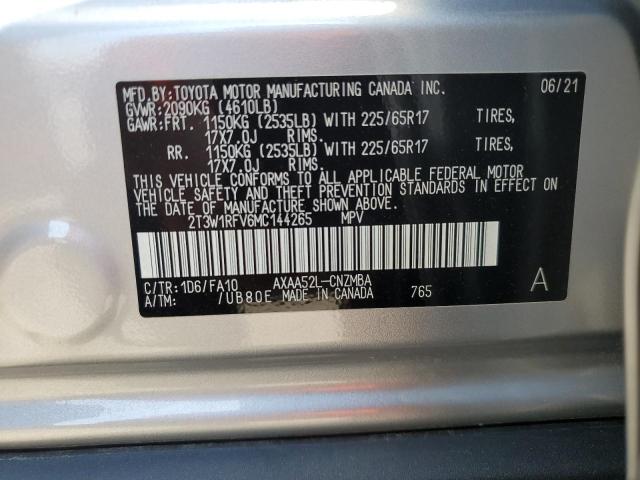 MFD.BY:TOYOTA MOTOR MANUFACTURING CANADA INC. 06/21
GVWR:2090KG (4610LB)
GAWR:FRT. 1150KG (2535LB) WITH 225/65R17 TIRES,
17X7.0J RIMS.
RR. 1150KG (2535LB) WITH 225/65R17 TIRES,
17X7.0J RIMS.
THIS VEHICLE CONFORMS TO ALL APPLICABLE FEDERAL MOTOR
VEHICLE SAFETY AND THEFT PREVENTION STANDARDS IN EFFECT ON
THE DATE OF MANUFACTURE SHOWN ABOVE.
2T3W1RFV6MC144265 MPV
C/TR:1D6/FA10 AXAA52L-CNZMBA A
A/TM: /UB80E MADE IN CANADA 765